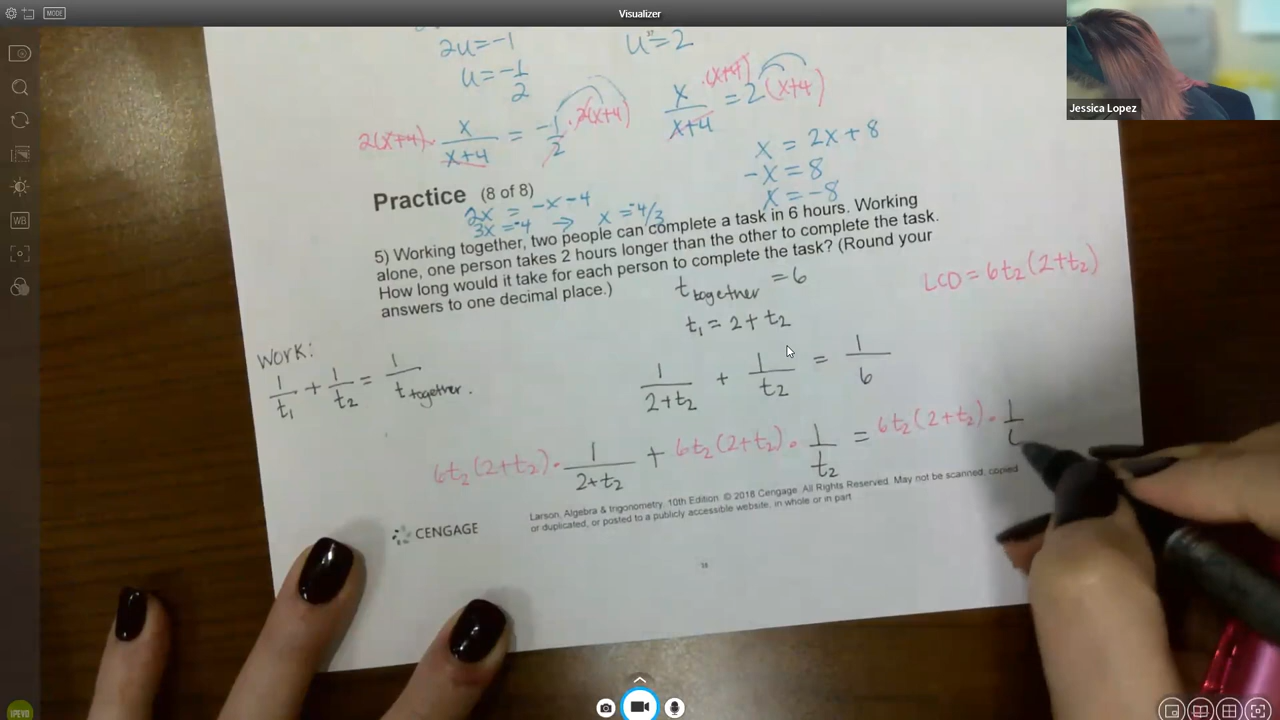 MODE
Visualizer
Jessica Lopez
2u = -1
u = -1/2
u = 2
2(x+4) · x/(x+4) = -1/2 · 2(x+4)
x/(x+4) · (x+4) = 2(x+4)
x = 2x + 8
-x = 8
x = -8
Practice (8 of 8)
2x = -x - 4
3x = -4 → x = -4/3
5) Working together, two people can complete a task in 6 hours. Working
alone, one person takes 2 hours longer than the other to complete the task.
How long would it take for each person to complete the task? (Round your
answers to one decimal place.)
t together = 6
LCD = 6t₂(2+t₂)
t₁ = 2 + t₂
WORK:
1/t₁ + 1/t₂ = 1/t together.
1/(2+t₂) + 1/t₂ = 1/6
6t₂(2+t₂) · 1/(2+t₂) + 6t₂(2+t₂) · 1/t₂ = 6t₂(2+t₂) · 1/
CENGAGE
Larson, Algebra & trigonometry, 10th Edition. © 2018 Cengage. All Rights Reserved. May not be scanned, copied
or duplicated, or posted to a publicly accessible website, in whole or in part
WB
IPEVO